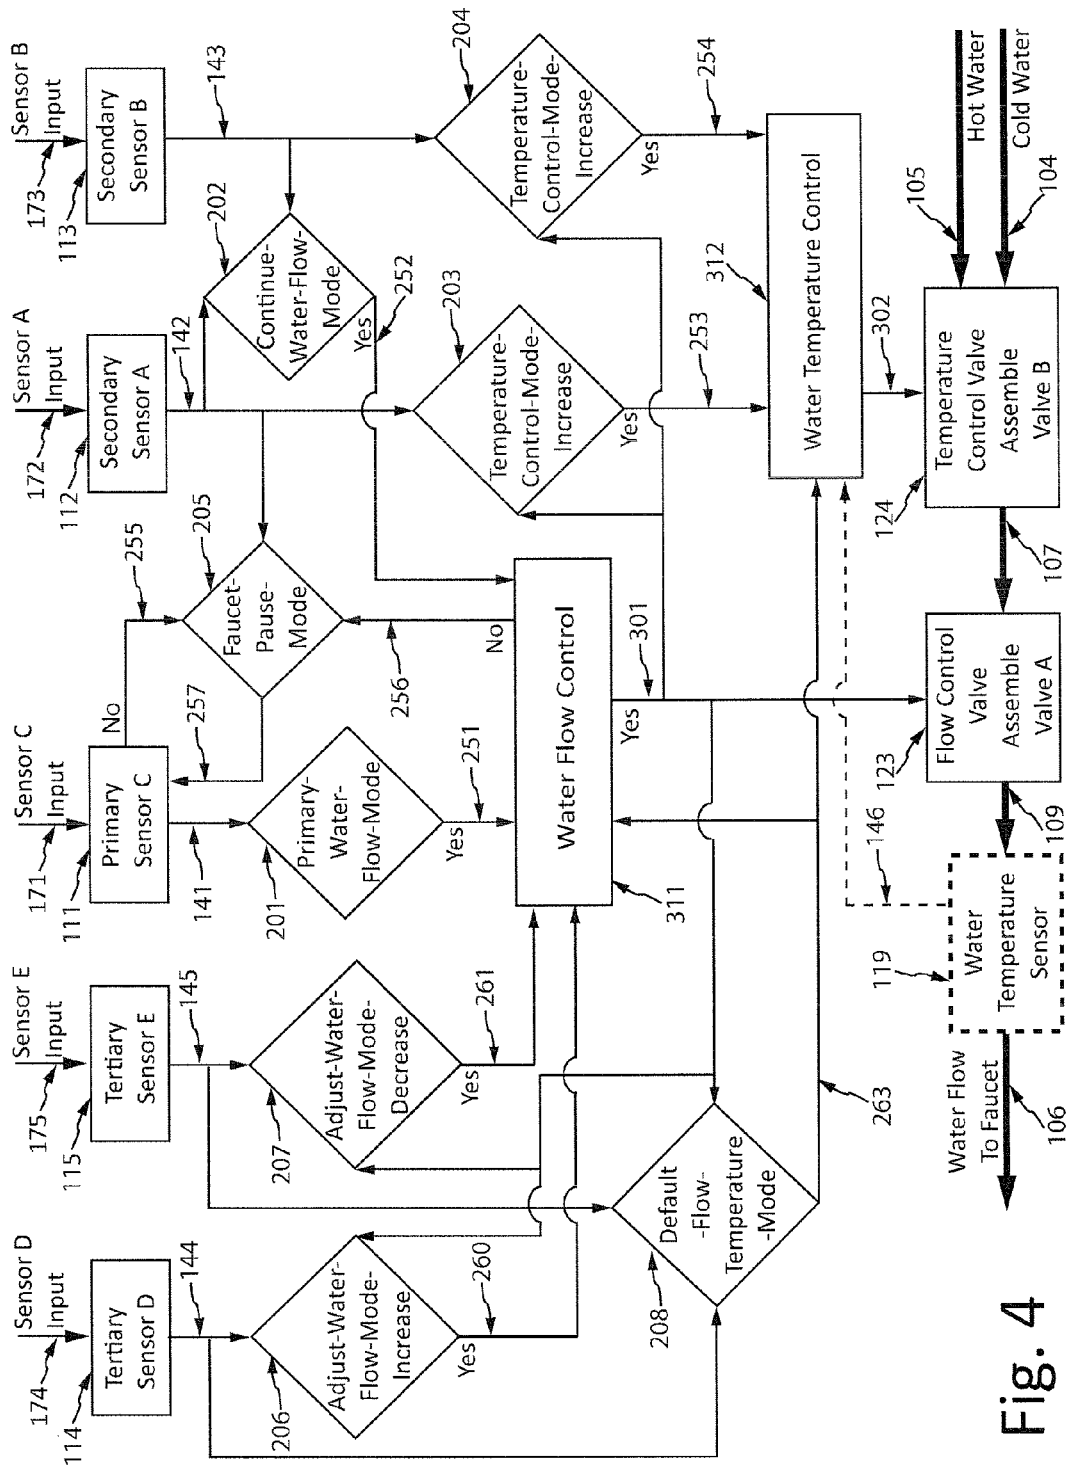 Sensor D
Input
174
114
Tertiary
Sensor D
144
206
Adjust-Water-
Flow-Mode-
Increase
Yes
260
Sensor E
Input
175
115
Tertiary
Sensor E
145
207
Adjust-Water-
Flow-Mode-
Decrease
Yes
261
208
Default
-Flow-
Temperature
-Mode
263
Sensor C
Input
171
111
Primary
Sensor C
No
141
257
255
201
Primary-
Water-
Flow-Mode
Yes
251
205
Faucet-
Pause-
Mode
256
No
311
Water Flow Control
Yes
301
Sensor A
Input
172
112
Secondary
Sensor A
142
202
Continue-
Water-Flow-
Mode
Yes
252
203
Temperature-
Control-Mode-
Increase
Yes
253
Sensor B
Input
173
113
Secondary
Sensor B
143
204
Temperature-
Control-Mode-
Increase
Yes
254
312
Water Temperature Control
302
146
105
Hot Water
Cold Water
104
124
Temperature
Control Valve
Assemble
Valve B
107
123
Flow Control
Valve
Assemble
Valve A
109
119
Water
Temperature
Sensor
Water Flow
To Faucet
106
Fig. 4